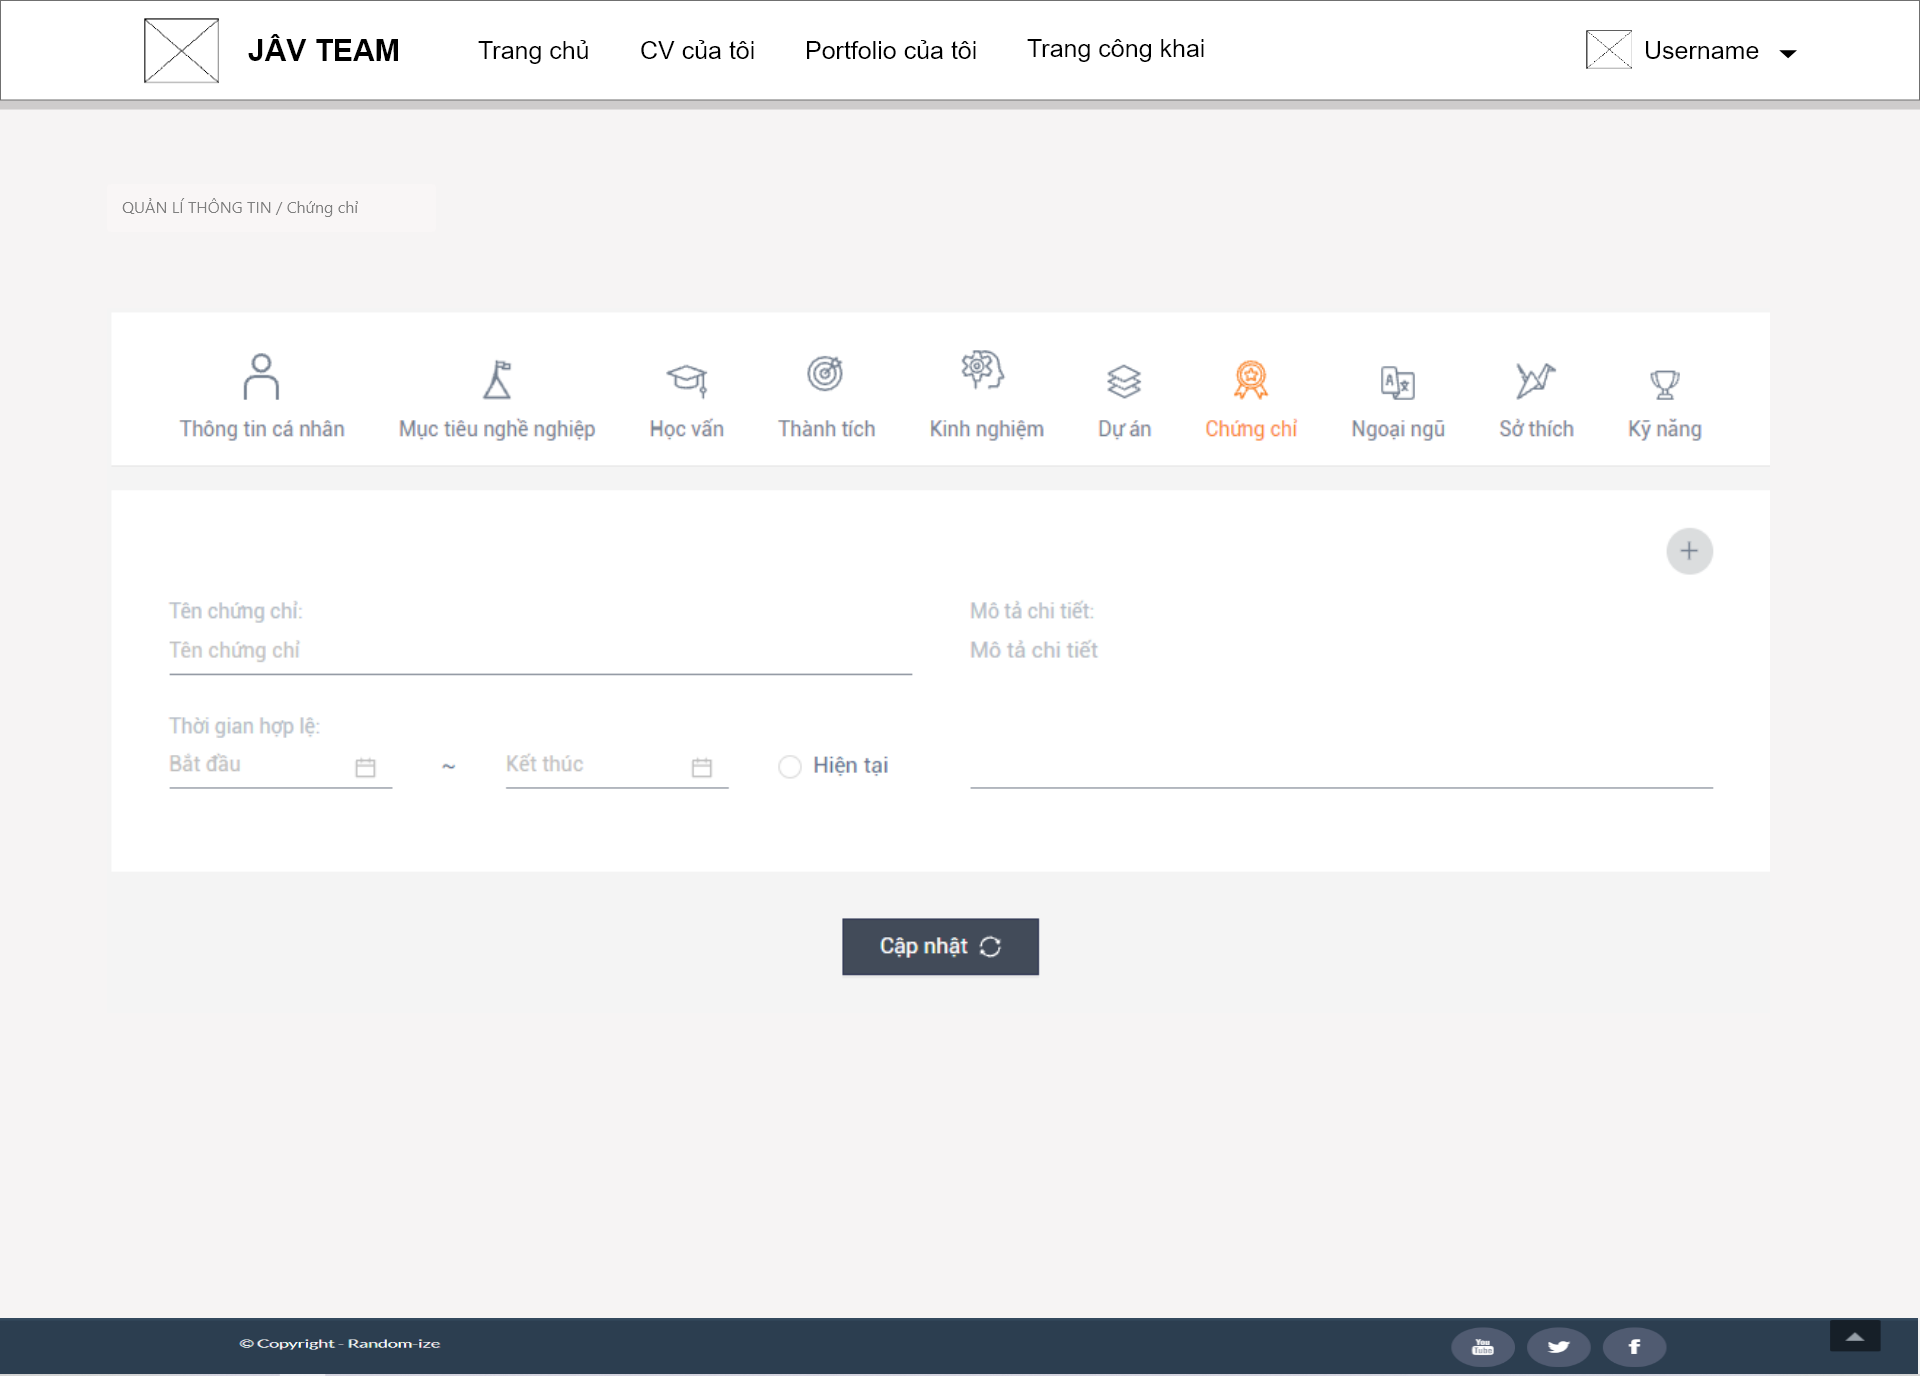 JÂV TEAM Trang chủ CV của tôi Portfolio của tôi Trang công khai Username
QUẢN LÍ THÔNG TIN / Chứng chỉ
Thông tin cá nhân Mục tiêu nghề nghiệp Học vấn Thành tích Kinh nghiệm Dự án Chứng chỉ Ngoại ngũ Sở thích Kỹ năng
Tên chứng chỉ: Mô tả chi tiết:
Tên chứng chỉ Mô tả chi tiết
Thời gian hợp lệ:
Bắt đầu ~ Kết thúc Hiện tại
Cập nhật
© Copyright - Random-ize You Tube